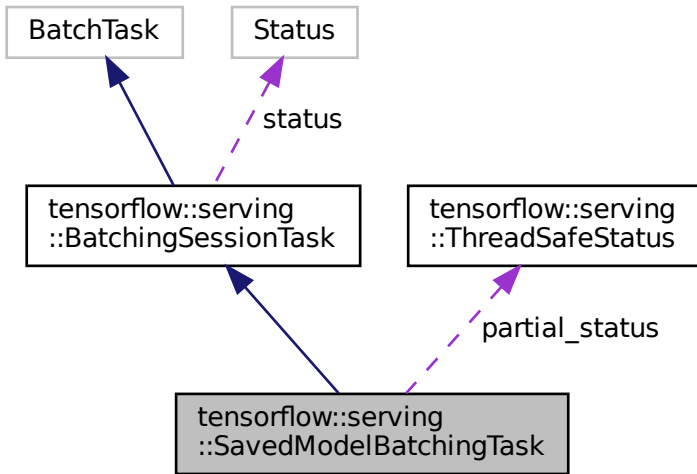 BatchTask
Status
status
tensorflow::serving
::BatchingSessionTask
tensorflow::serving
::ThreadSafeStatus
partial_status
tensorflow::serving
::SavedModelBatchingTask